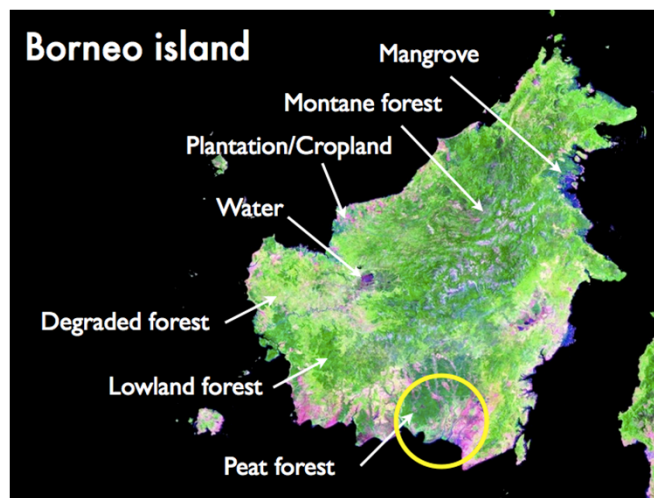 Borneo island
Mangrove
Montane forest
Plantation/Cropland
Water
Degraded forest
Lowland forest
Peat forest